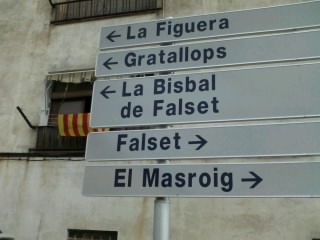 ← La Figuera
← Gratallops
← La Bisbal
de Falset
Falset →
El Masroig →